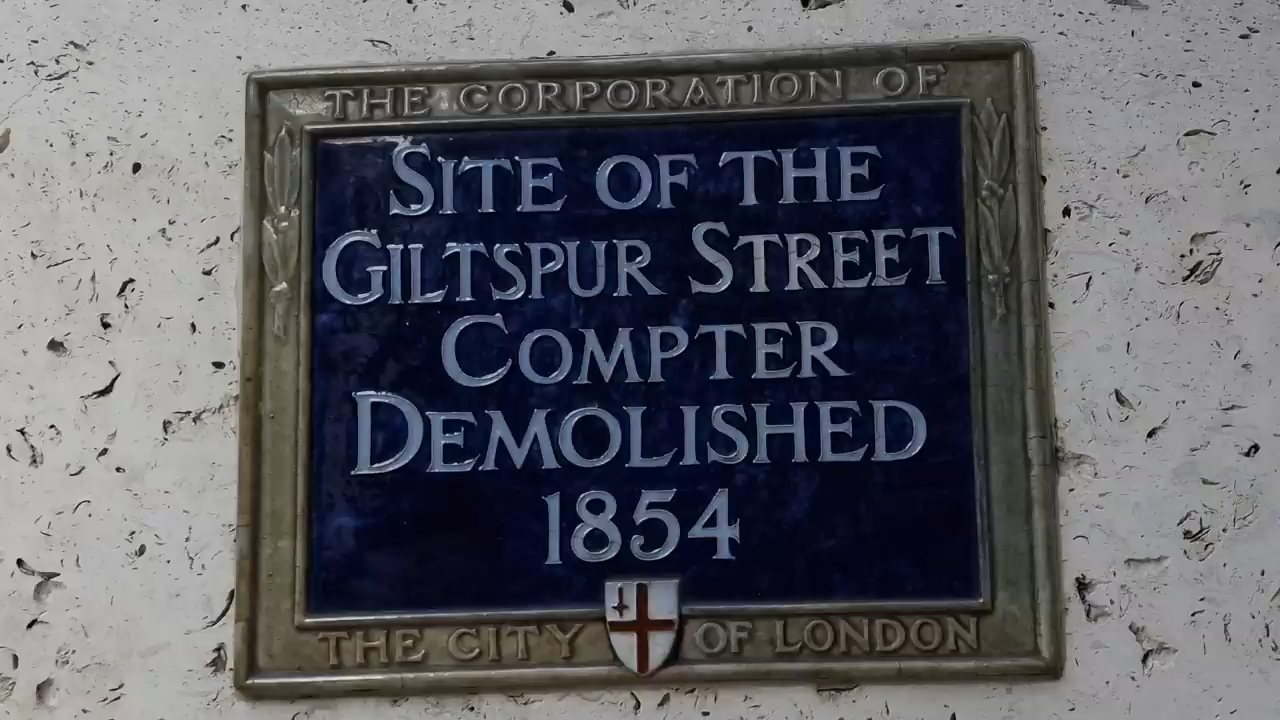 THE CORPORATION OF
SITE OF THE
GILTSPUR STREET
COMPTER
DEMOLISHED
1854
THE CITY OF LONDON